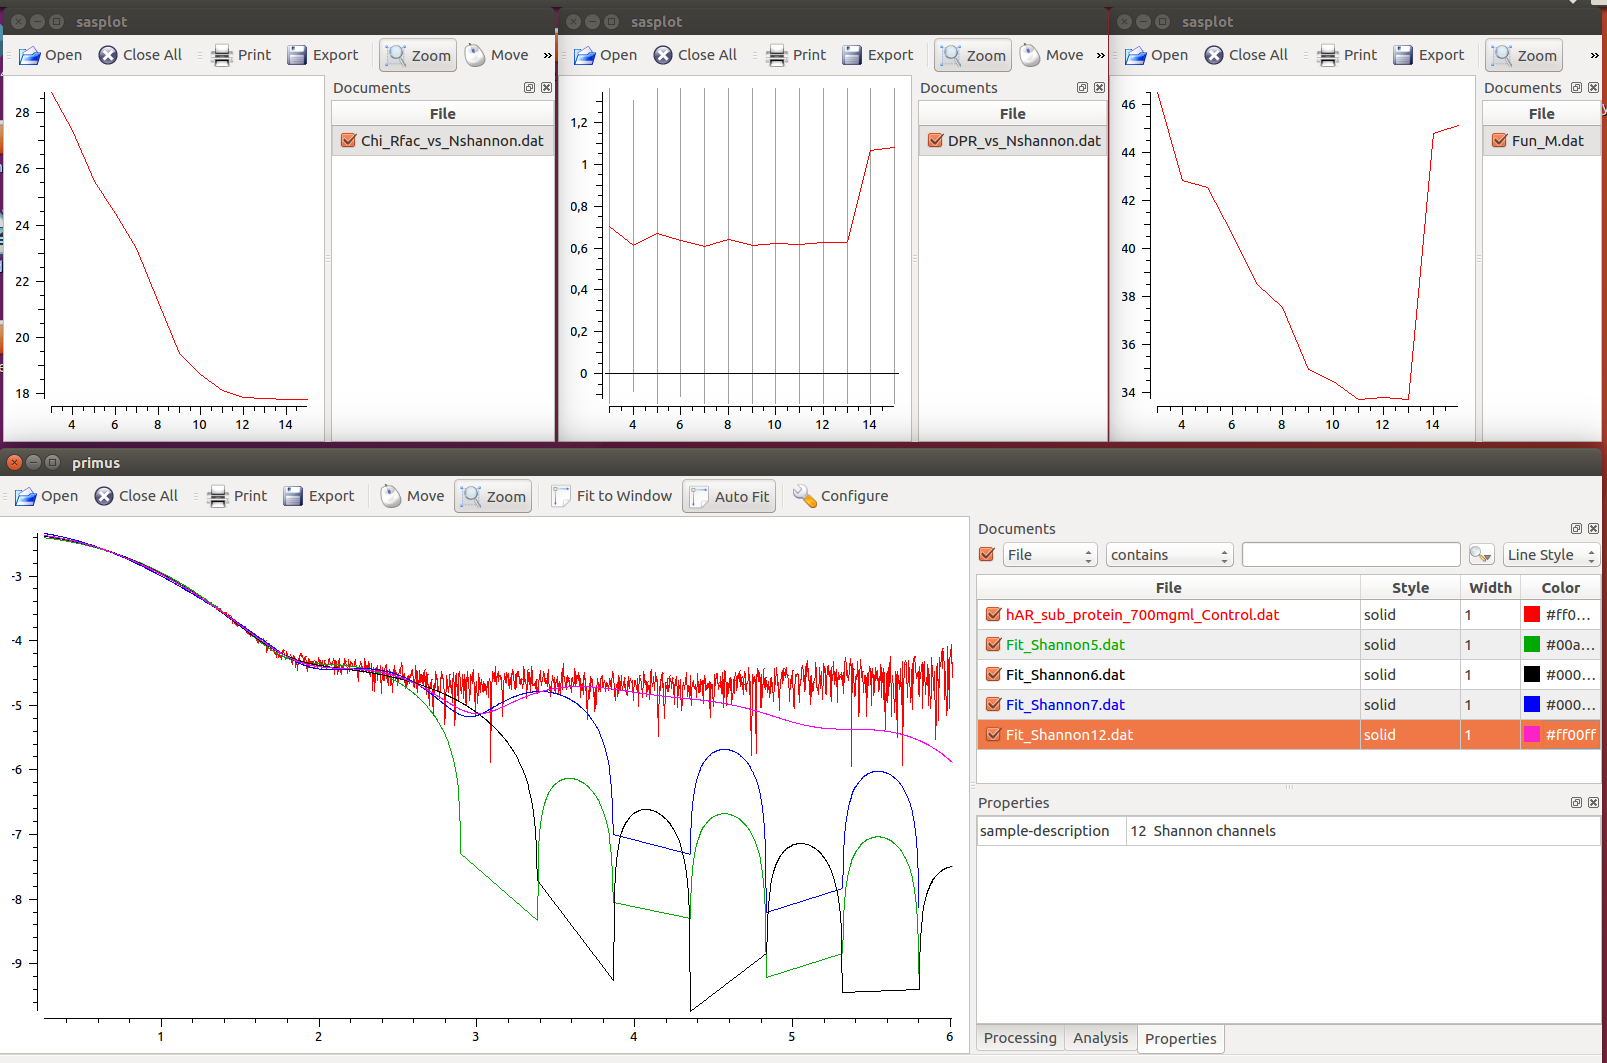 sasplot
Open Close All Print Export Zoom Move »
Documents
File
Chi_Rfac_vs_Nshannon.dat
28
26
24
22
20
18
4 6 8 10 12 14
sasplot
Open Close All Print Export Zoom Move »
Documents
File
DPR_vs_Nshannon.dat
1,2
1
0,8
0,6
0,4
0,2
0
4 6 8 10 12 14
sasplot
Open Close All Print Export Zoom »
Documents
File
Fun_M.dat
46
44
42
40
38
36
34
4 6 8 10 12 14
primus
Open Close All Print Export Move Zoom Fit to Window Auto Fit Configure
-3
-4
-5
-6
-7
-8
-9
1 2 3 4 5 6
Documents
File contains Line Style
File Style Width Color
hAR_sub_protein_700mgml_Control.dat solid 1 #ff0...
Fit_Shannon5.dat solid 1 #00a...
Fit_Shannon6.dat solid 1 #000...
Fit_Shannon7.dat solid 1 #000...
Fit_Shannon12.dat solid 1 #ff00ff
Properties
sample-description 12 Shannon channels
Processing Analysis Properties